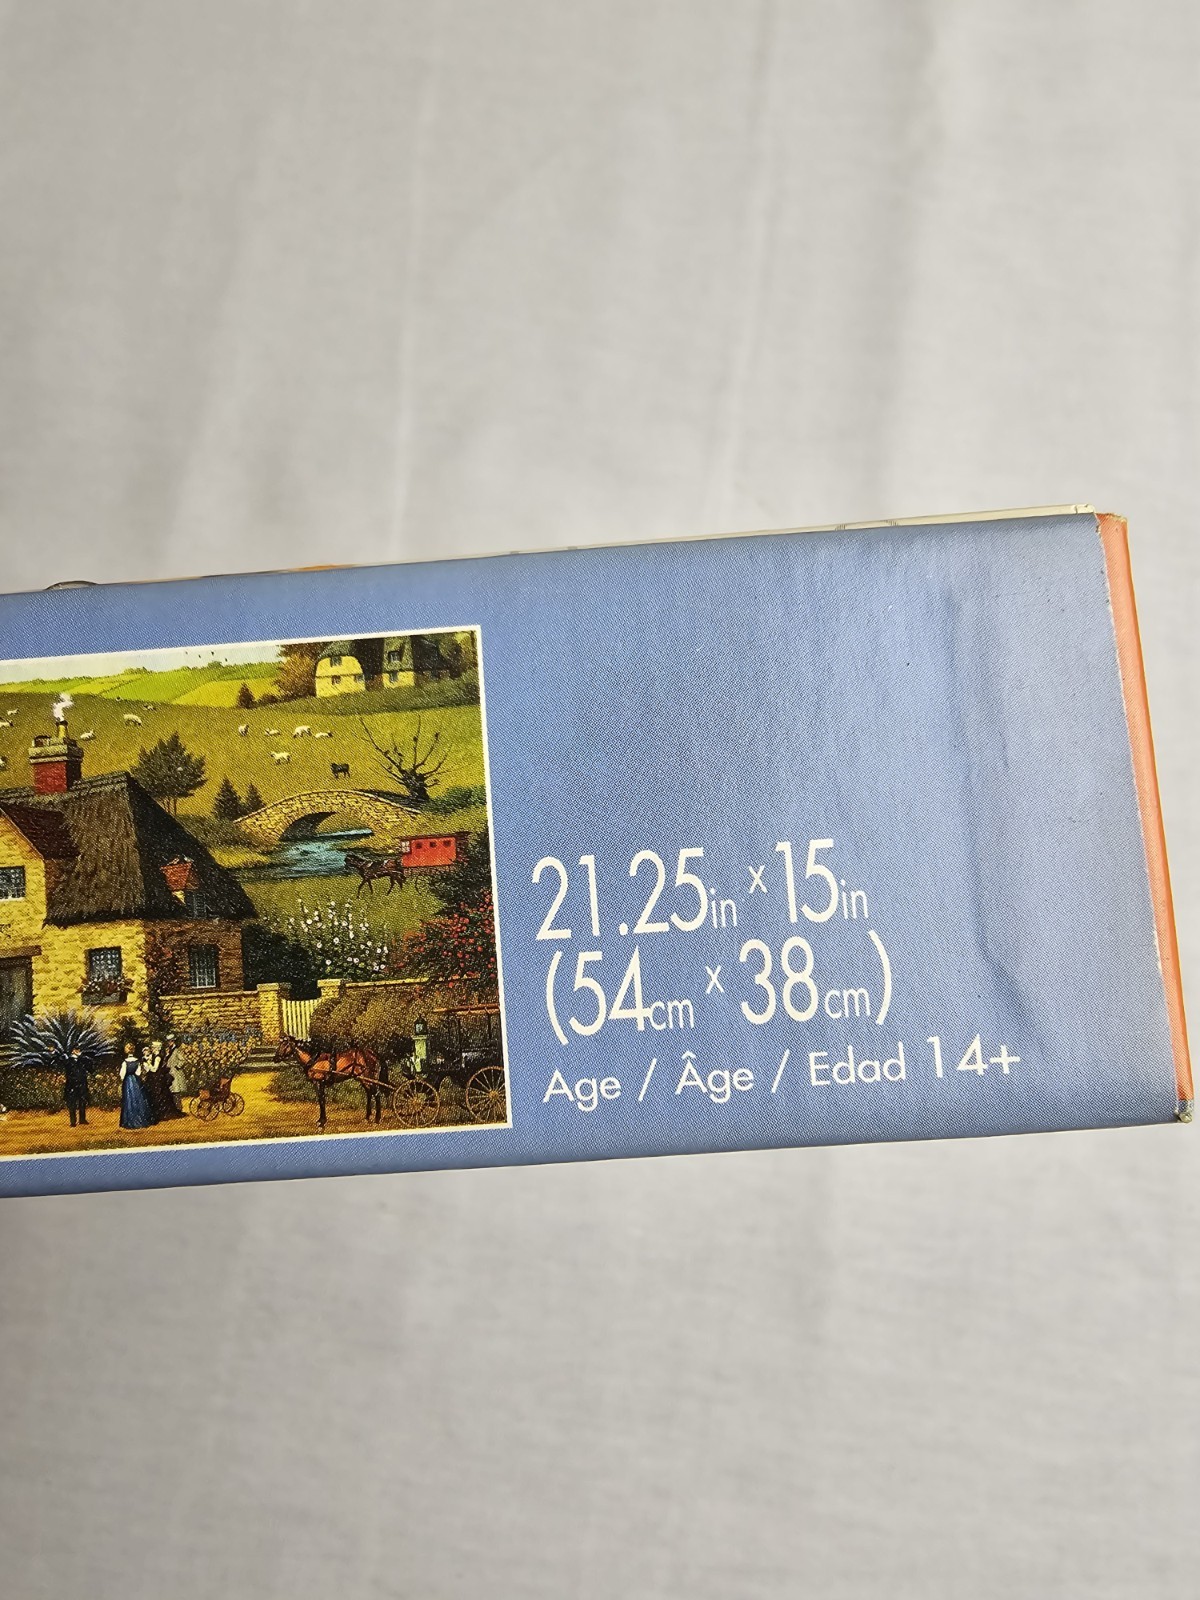 21.25in x 15in
(54cm x 38cm)
Age / Âge / Edad 14+